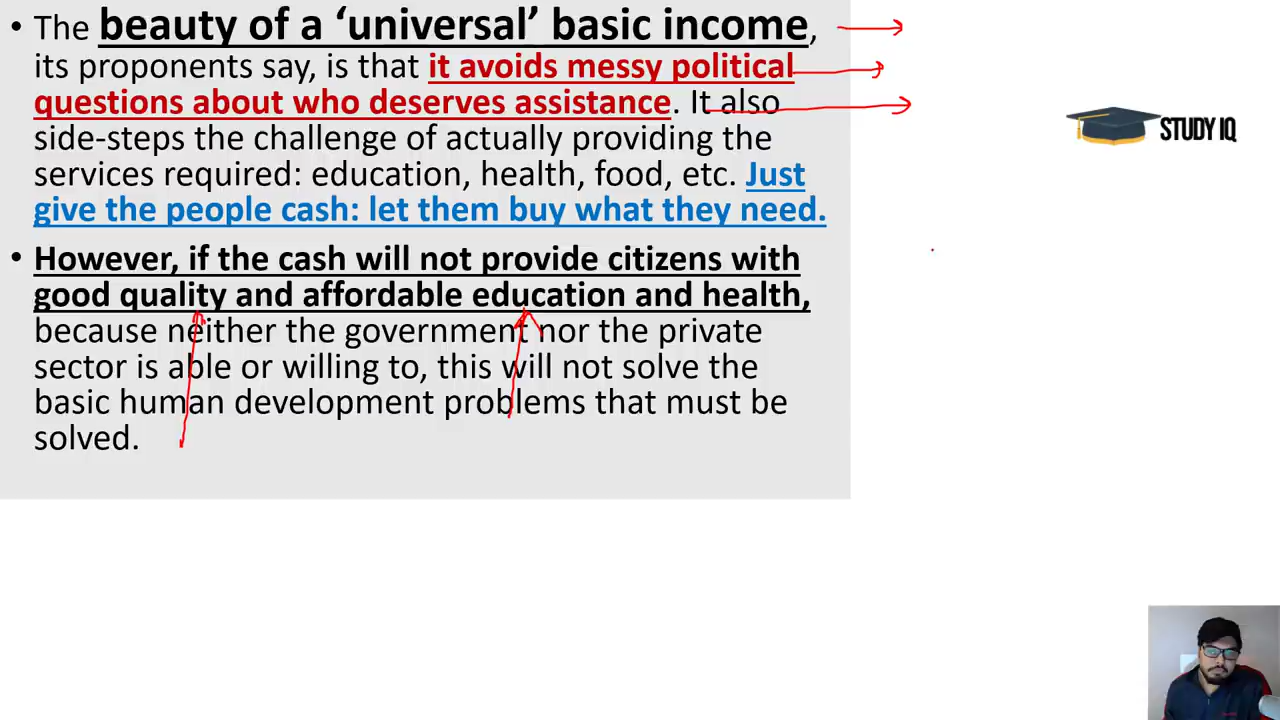 • The beauty of a ‘universal’ basic income,
its proponents say, is that it avoids messy political
questions about who deserves assistance. It also
side-steps the challenge of actually providing the
services required: education, health, food, etc. Just
give the people cash: let them buy what they need.
• However, if the cash will not provide citizens with
good quality and affordable education and health,
because neither the government nor the private
sector is able or willing to, this will not solve the
basic human development problems that must be
solved.
STUDY IQ